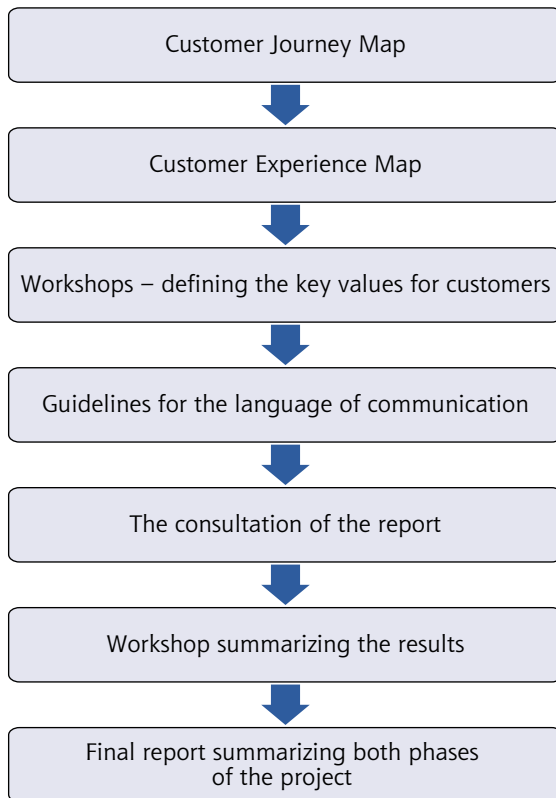 Customer Journey Map
Customer Experience Map
Workshops – defining the key values for customers
Guidelines for the language of communication
The consultation of the report
Workshop summarizing the results
Final report summarizing both phases
of the project